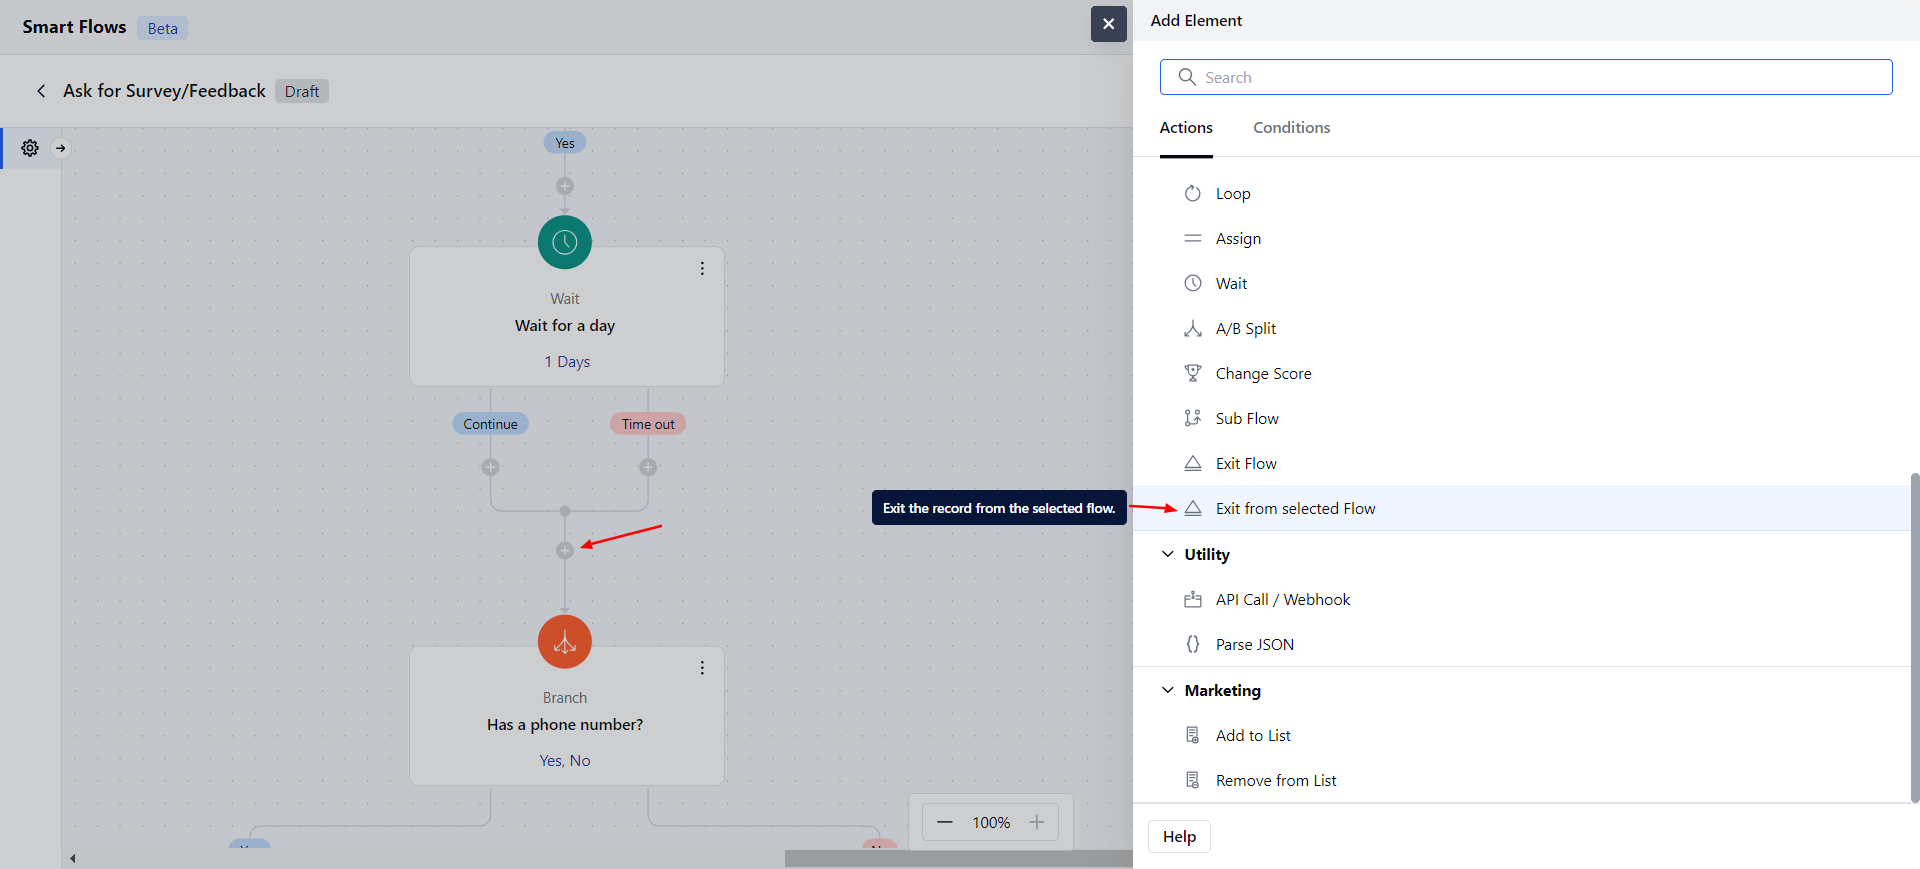 Smart Flows Beta
Ask for Survey/Feedback Draft
Yes
Wait
Wait for a day
1 Days
Continue
Time out
Exit the record from the selected flow.
Branch
Has a phone number?
Yes, No
100%
Add Element
Search
Actions Conditions
Loop
Assign
Wait
A/B Split
Change Score
Sub Flow
Exit Flow
Exit from selected Flow
Utility
API Call / Webhook
Parse JSON
Marketing
Add to List
Remove from List
Help